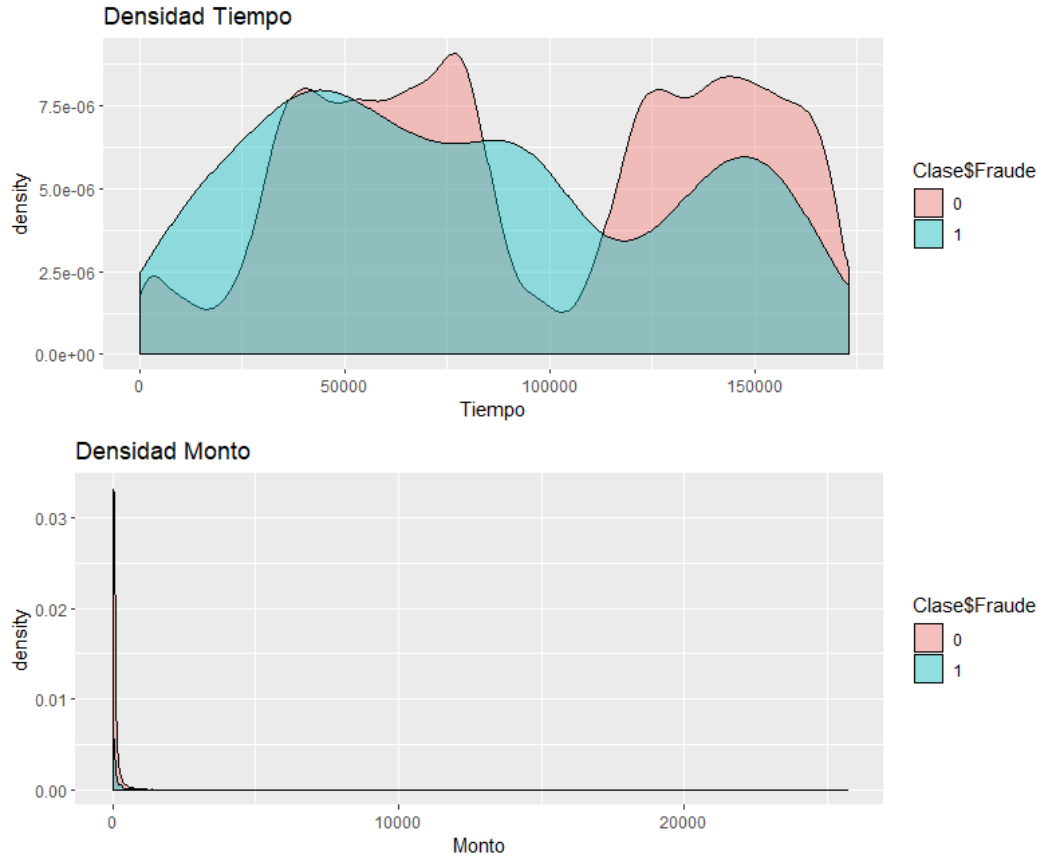 Densidad Tiempo
7.5e-06
5.0e-06
2.5e-06
0.0e+00
density
0 50000 100000 150000
Tiempo
Clase$Fraude
0
1
Densidad Monto
0.03
0.02
0.01
0.00
density
0 10000 20000
Monto
Clase$Fraude
0
1